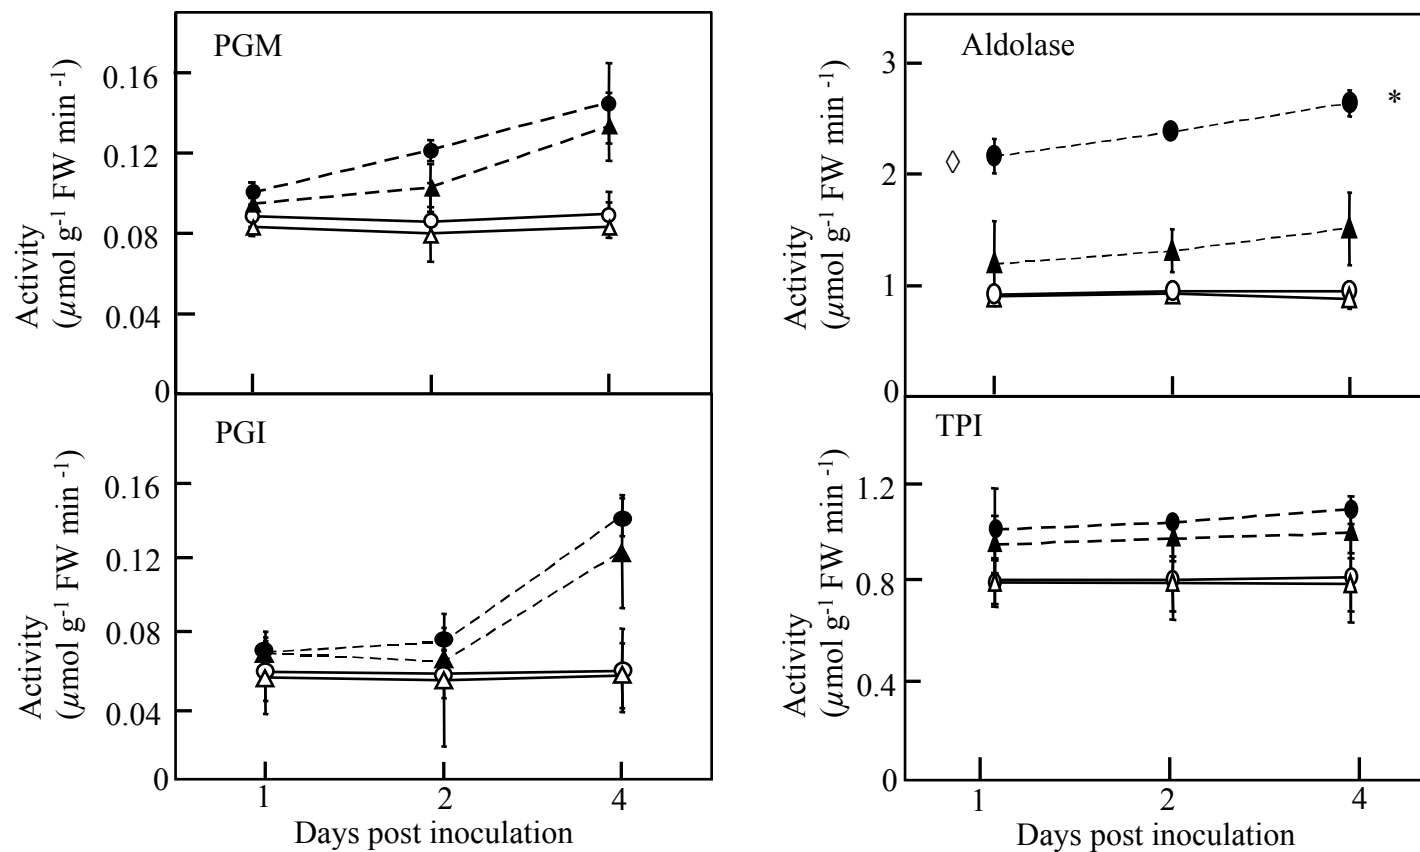 PGM
0.16
0.12
0.08
0.04
0
Activity
(µmol g⁻¹ FW min ⁻¹)
Aldolase
3
2
1
0
Activity
(µmol g⁻¹ FW min ⁻¹)
*
PGI
0.16
0.12
0.08
0.04
0
Activity
(µmol g⁻¹ FW min ⁻¹)
1 2 4
Days post inoculation
TPI
1.2
0.8
0.4
0
Activity
(µmol g⁻¹ FW min ⁻¹)
1 2 4
Days post inoculation